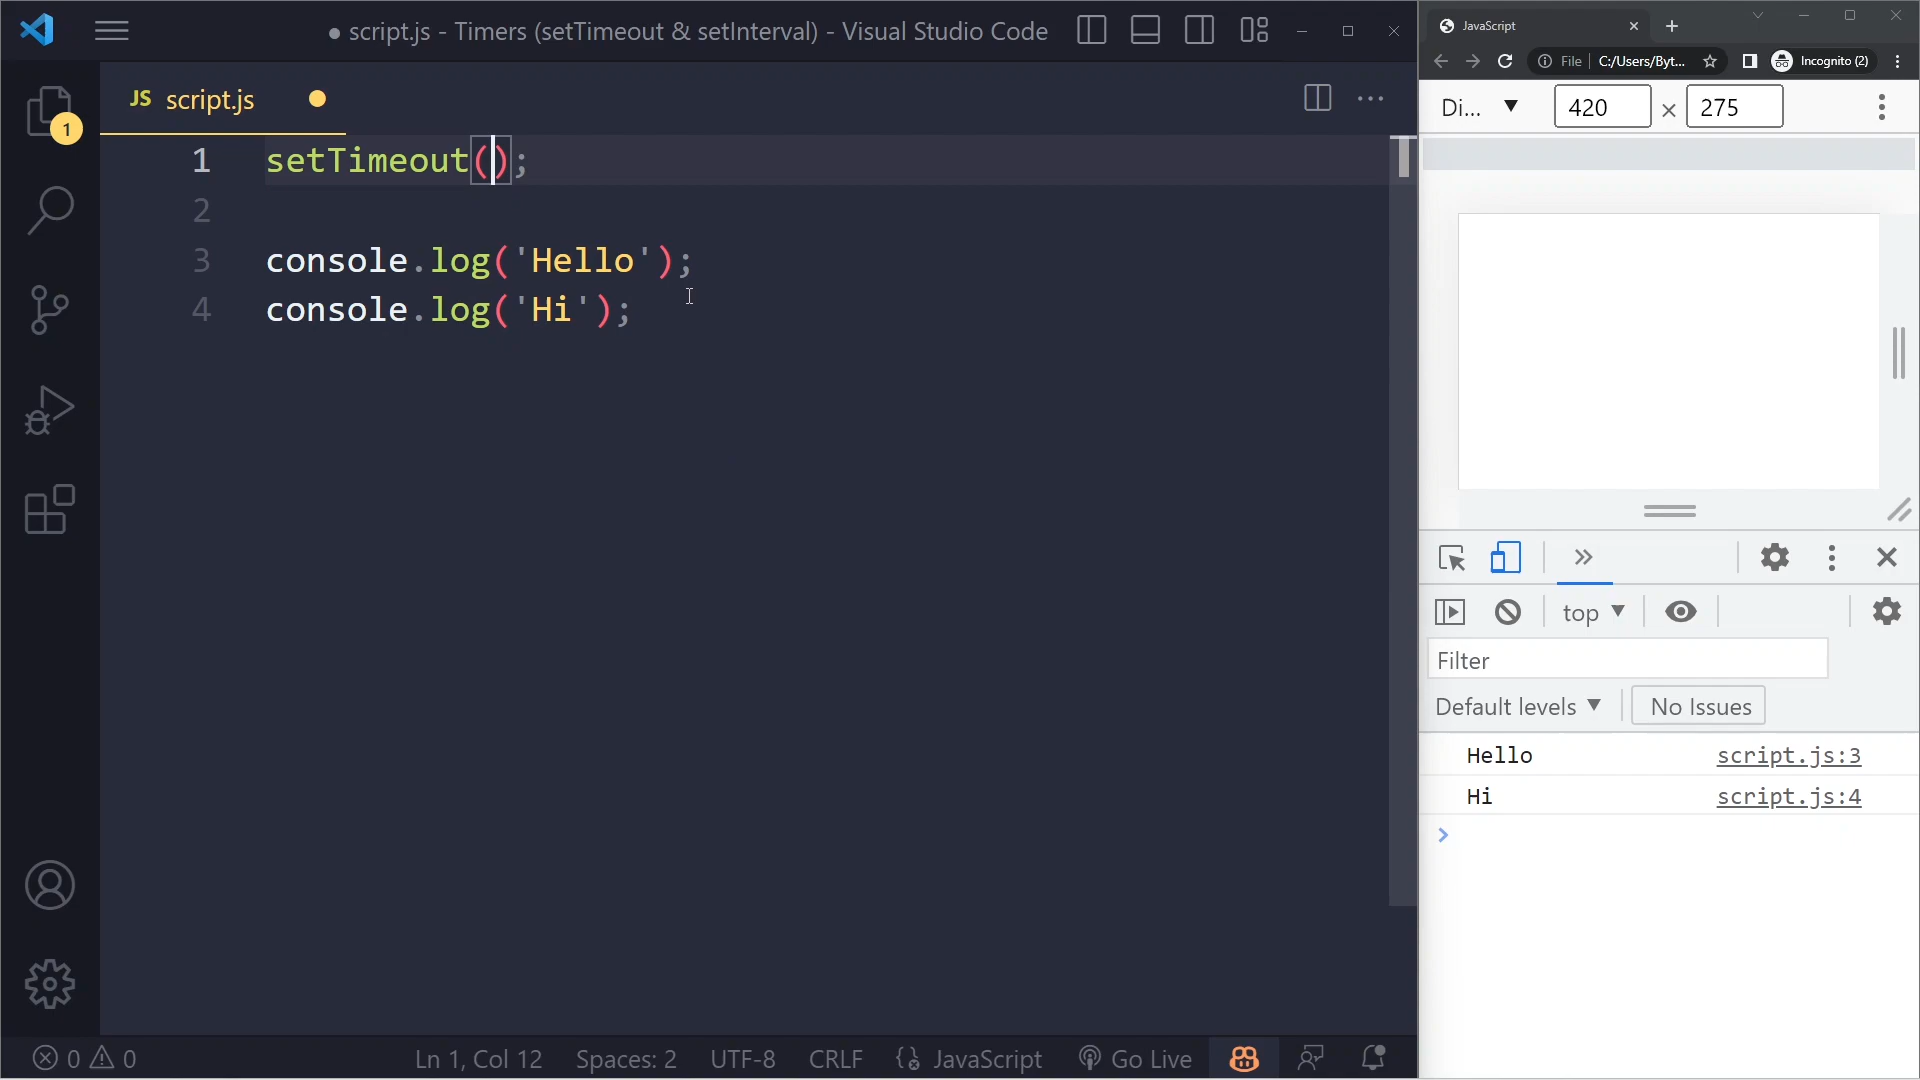 ● script.js - Timers (setTimeout & setInterval) - Visual Studio Code
JS script.js
1
1 setTimeout();
2
3 console.log('Hello');
4 console.log('Hi');
0 0
Ln 1, Col 12 Spaces: 2 UTF-8 CRLF JavaScript Go Live
JavaScript
File C:/Users/Byt... Incognito (2)
Di... 420 × 275
top
Filter
Default levels No Issues
Hello script.js:3
Hi script.js:4